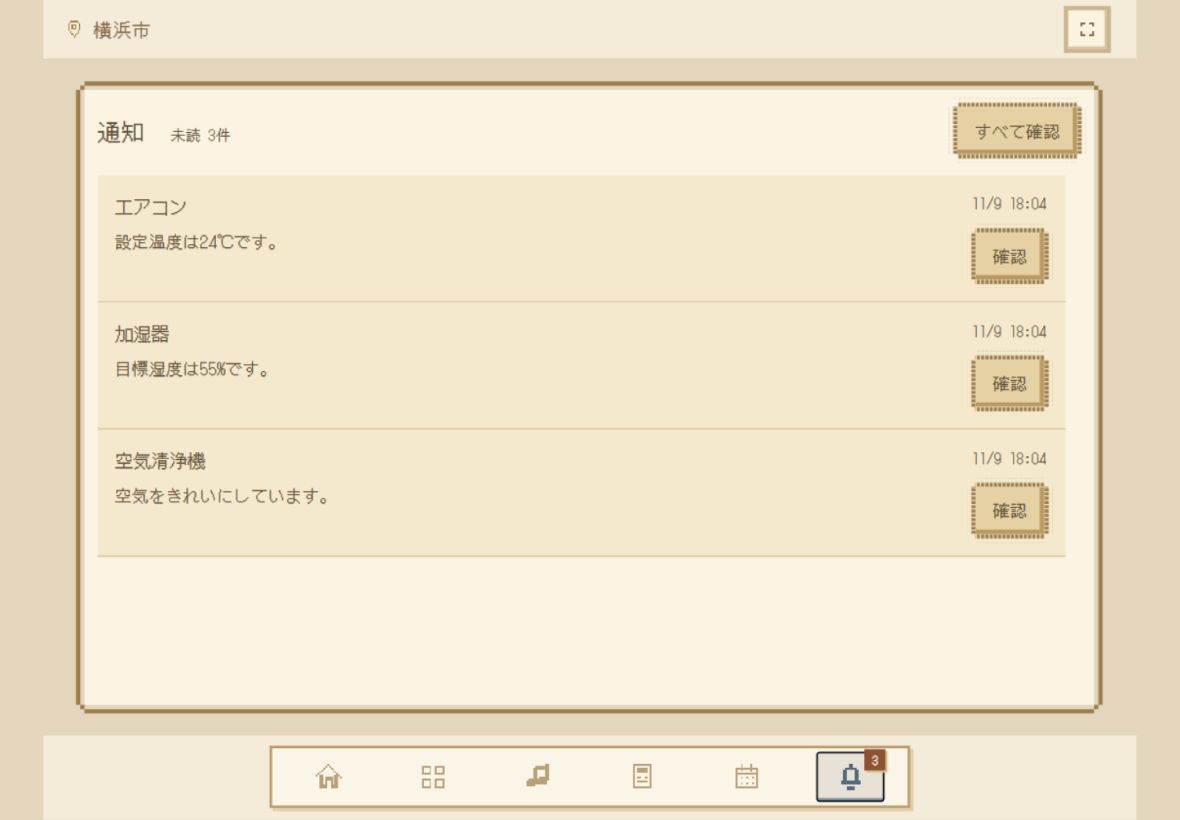 横浜市
通知 未読 3件
すべて確認
エアコン
11/9 18:04
設定温度は24℃です。
確認
加湿器
11/9 18:04
目標湿度は55%です。
確認
空気清浄機
11/9 18:04
空気をきれいにしています。
確認
3